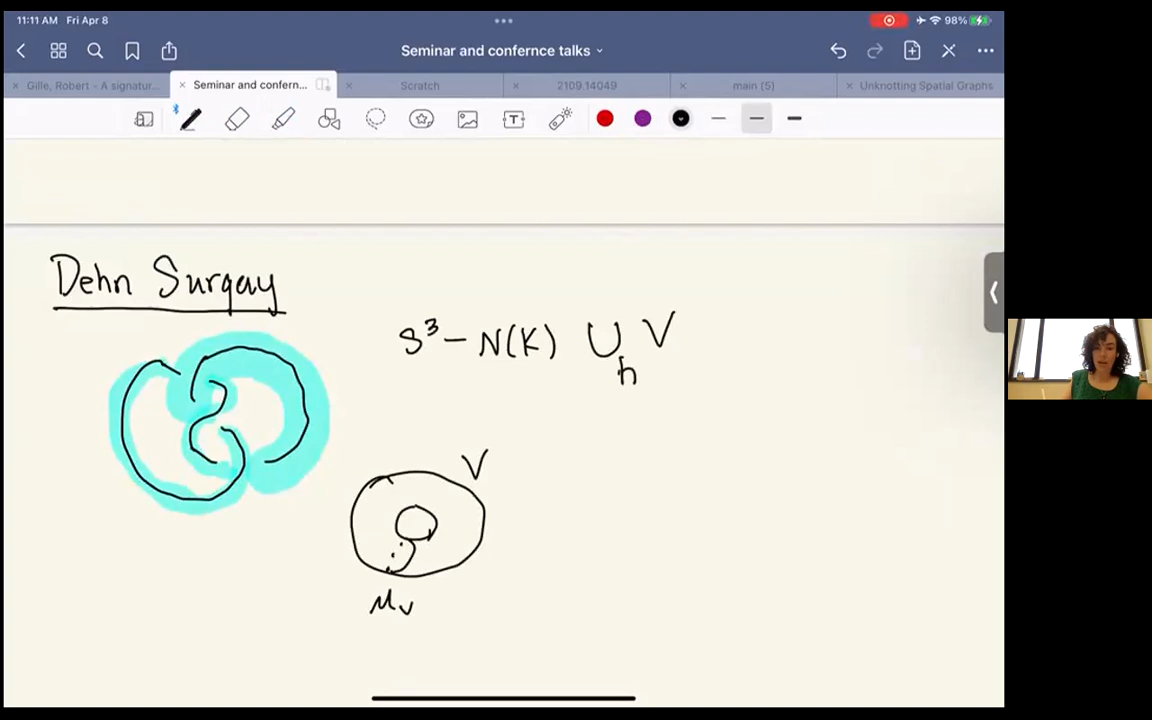 11:11 AM Fri Apr 8
98%
Seminar and confernce talks
Gille, Robert - A signatur...
Seminar and confern...
Scratch
2109.14049
main (5)
Unknotting Spatial Graphs
Dehn Surgay
S³ - N(K) ∪ₕ V
V
μᵥ